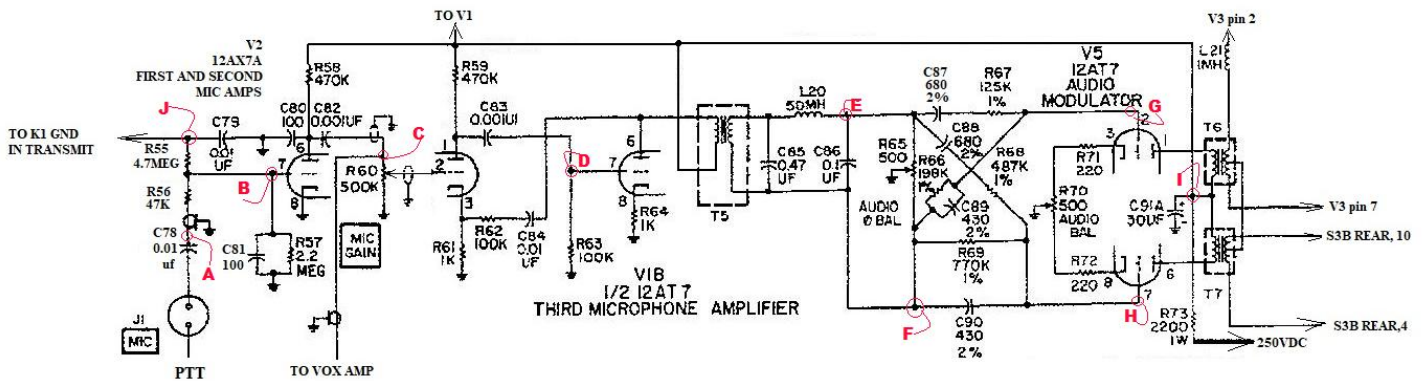 TO V1
V3 pin 2
V2
12AX7A
FIRST AND SECOND
MIC AMPS
R58
470K
R59
470K
L21
1MH
V5
12AT7
AUDIO
MODULATOR
C87
680
2%
R67
125K
1%
J
C79
0.01
UF
C80
100
C82
0.001UF
C83
0.001UI
L20
50MH
E
G
2
3
1
T6
TO K1 GND
IN TRANSMIT
R55
4.7MEG
7
6
8
B
C
R60
500K
1
2
3
D
7
6
8
T5
C65
0.47
UF
C86
0.1
UF
R65
500
C88
680
2%
R66
198K
1%
R68
487K
1%
R71
220
R70
500
AUDIO
BAL
I
C91A
30UF
V3 pin 7
S3B REAR, 10
R56
47K
C78
0.01
uf
A
C81
100
R57
2.2
MEG
MIC
GAIN
R61
1K
R62
100K
C84
0.01
UF
R63
100K
R64
1K
AUDIO
Ø BAL
C89
430
2%
R69
770K
1%
R72
220
8
6
7
T7
V1B
1/2 12AT7
THIRD MICROPHONE AMPLIFIER
F
C90
430
2%
H
R73
2200
1W
S3B REAR,4
250VDC
J1
MIC
PTT
TO VOX AMP